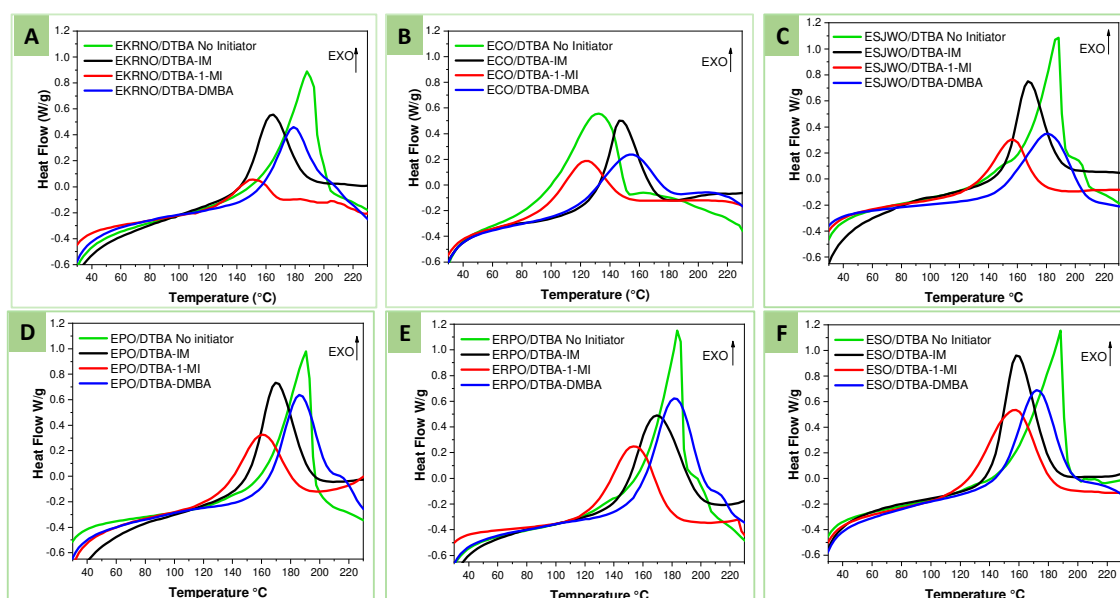 A
EKRNO/DTBA No Initiator
EKRNO/DTBA-IM
EKRNO/DTBA-1-MI
EKRNO/DTBA-DMBA
EXO
Heat Flow (W/g)
1.2
1.0
0.8
0.6
0.4
0.2
0.0
-0.2
-0.4
-0.6
40 60 80 100 120 140 160 180 200 220
Temperature (°C)
B
ECO/DTBA No Initiator
ECO/DTBA-IM
ECO/DTBA-1-MI
ECO/DTBA-DMBA
EXO
Heat Flow (W/g)
1.2
1.0
0.8
0.6
0.4
0.2
0.0
-0.2
-0.4
-0.6
40 60 80 100 120 140 160 180 200 220
Temperature (°C)
C
ESJWO/DTBA No Initiator
ESJWO/DTBA-IM
ESJWO/DTBA-1-MI
ESJWO/DTBA-DMBA
EXO
Heat Flow (W/g)
1.2
1.0
0.8
0.6
0.4
0.2
0.0
-0.2
-0.4
-0.6
40 60 80 100 120 140 160 180 200 220
Temperature °C
D
EPO/DTBA No initiator
EPO/DTBA-IM
EPO/DTBA-1-MI
EPO/DTBA-DMBA
EXO
Heat Flow W/g
1.2
1.0
0.8
0.6
0.4
0.2
0.0
-0.2
-0.4
-0.6
40 60 80 100 120 140 160 180 200 220
Temperature °C
E
ERPO/DTBA No Initiator
ERPO/DTBA-IM
ERPO/DTBA-1-MI
ERPO/DTBA-DMBA
EXO
Heat Flow W/g
1.2
1.0
0.8
0.6
0.4
0.2
0.0
-0.2
-0.4
-0.6
40 60 80 100 120 140 160 180 200 220
Temperature °C
F
ESO/DTBA No Initiator
ESO/DTBA-IM
ESO/DTBA-1-MI
ESO/DTBA-DMBA
EXO
Heat Flow W/g
1.2
1.0
0.8
0.6
0.4
0.2
0.0
-0.2
-0.4
-0.6
40 60 80 100 120 140 160 180 200 220
Temperature °C